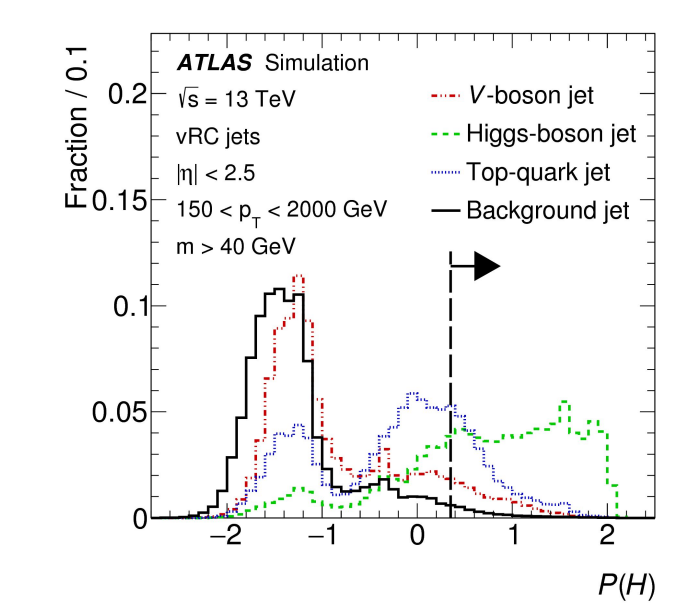 ATLAS Simulation
√s = 13 TeV
vRC jets
|η| < 2.5
150 < p_T < 2000 GeV
m > 40 GeV
V-boson jet
Higgs-boson jet
Top-quark jet
Background jet
Fraction / 0.1
0.2
0.15
0.1
0.05
0
−2
−1
0
1
2
P(H)